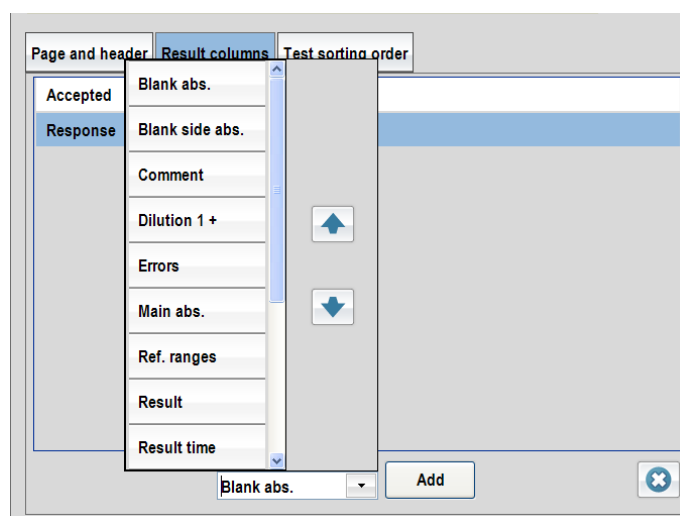 Page and header Result columns Test sorting order
Accepted
Response
Blank abs.
Blank side abs.
Comment
Dilution 1 +
Errors
Main abs.
Ref. ranges
Result
Result time
Blank abs.
Add